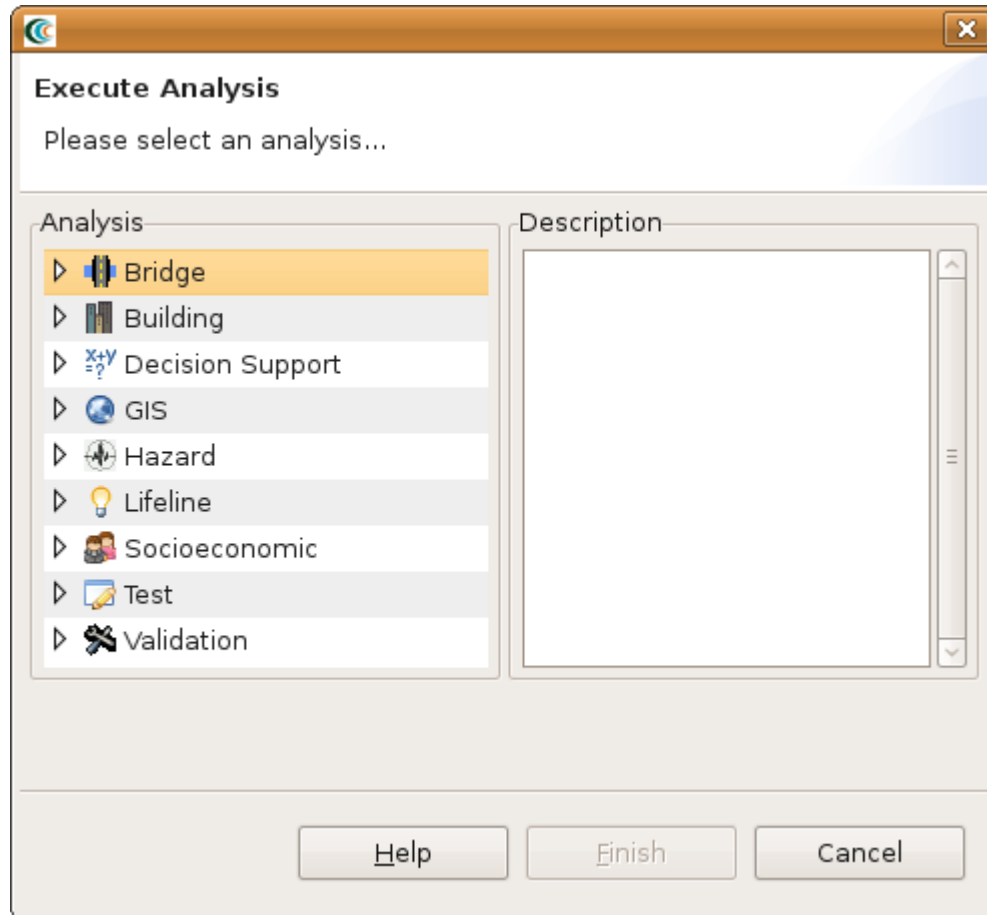 Execute Analysis
Please select an analysis...
Analysis
Description
Bridge
Building
x+y
=?
Decision Support
GIS
Hazard
Lifeline
Socioeconomic
Test
Validation
Help
Finish
Cancel